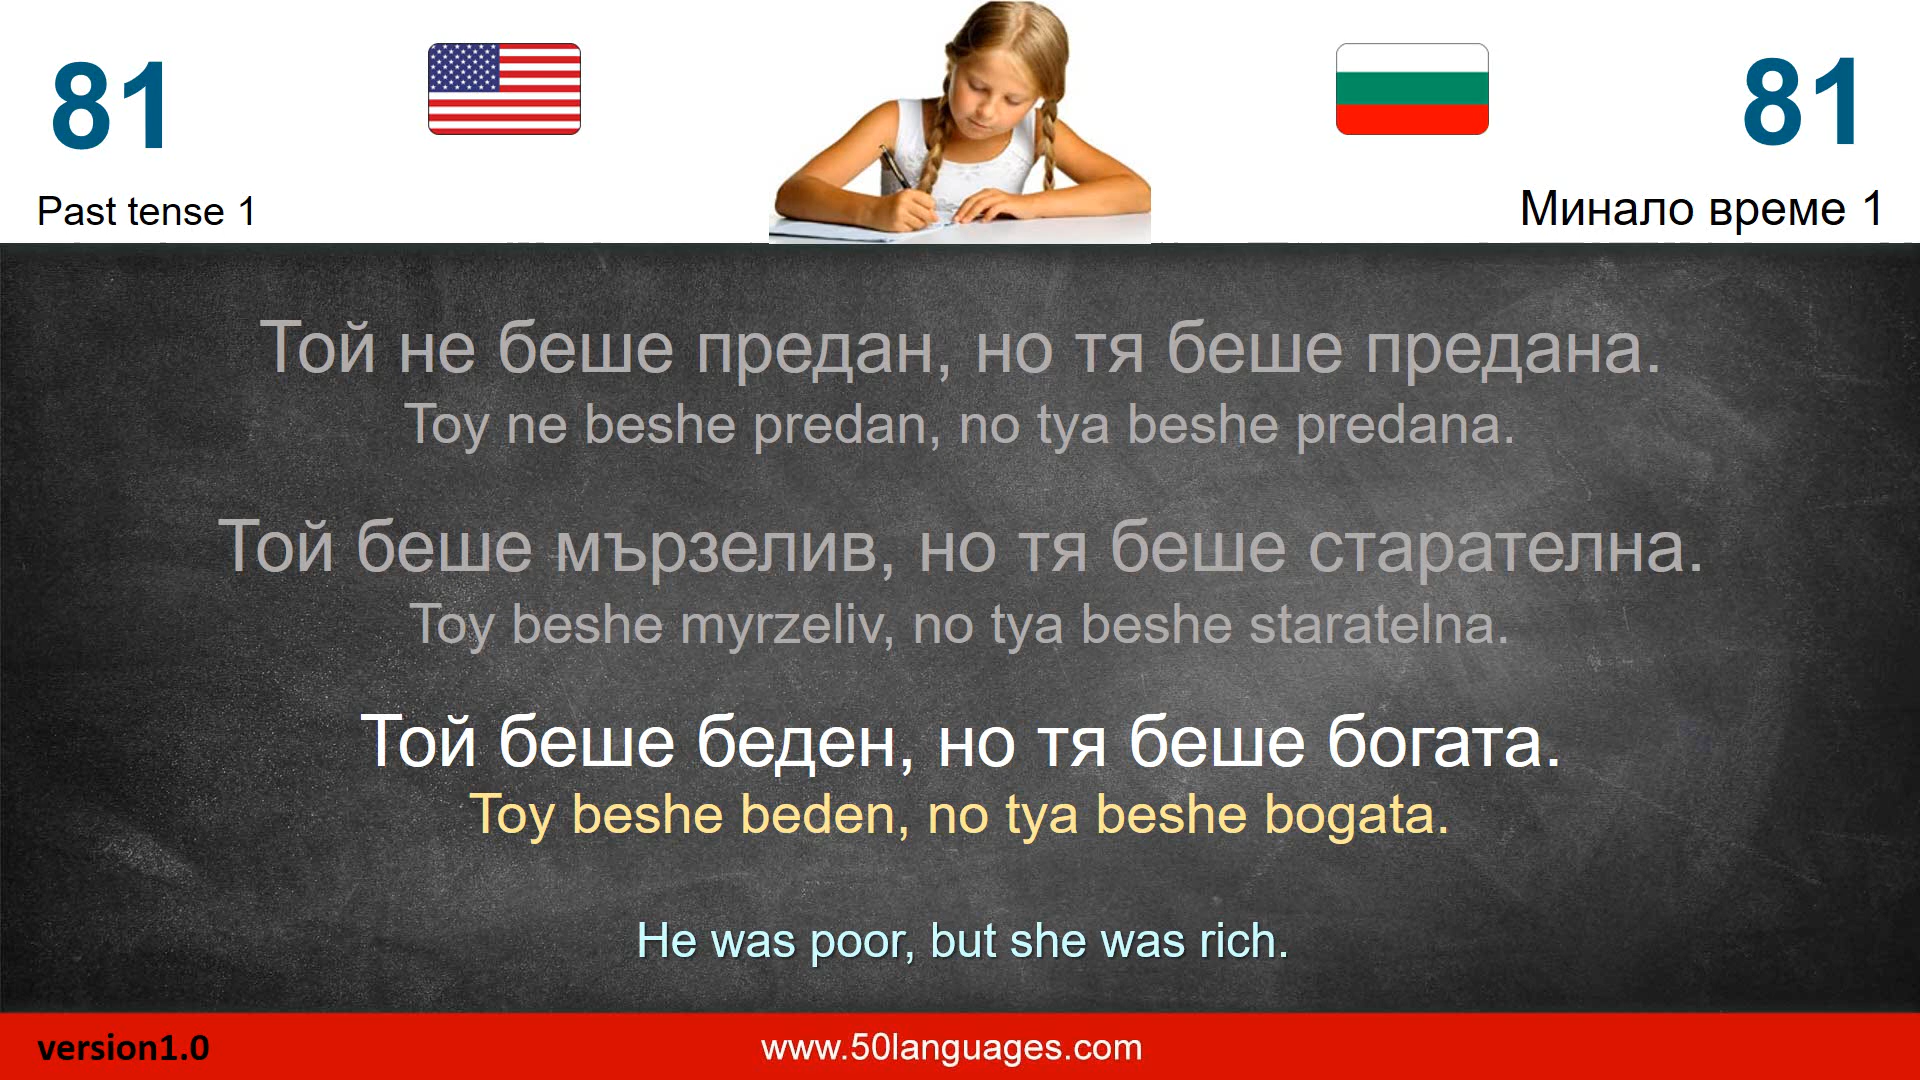 81
81
Past tense 1
Минало време 1
Той не беше предан, но тя беше предана.
Toy ne beshe predan, no tya beshe predana.
Той беше мързелив, но тя беше старателна.
Toy beshe myrzeliv, no tya beshe staratelna.
Той беше беден, но тя беше богата.
Toy beshe beden, no tya beshe bogata.
He was poor, but she was rich.
version1.0
www.50languages.com